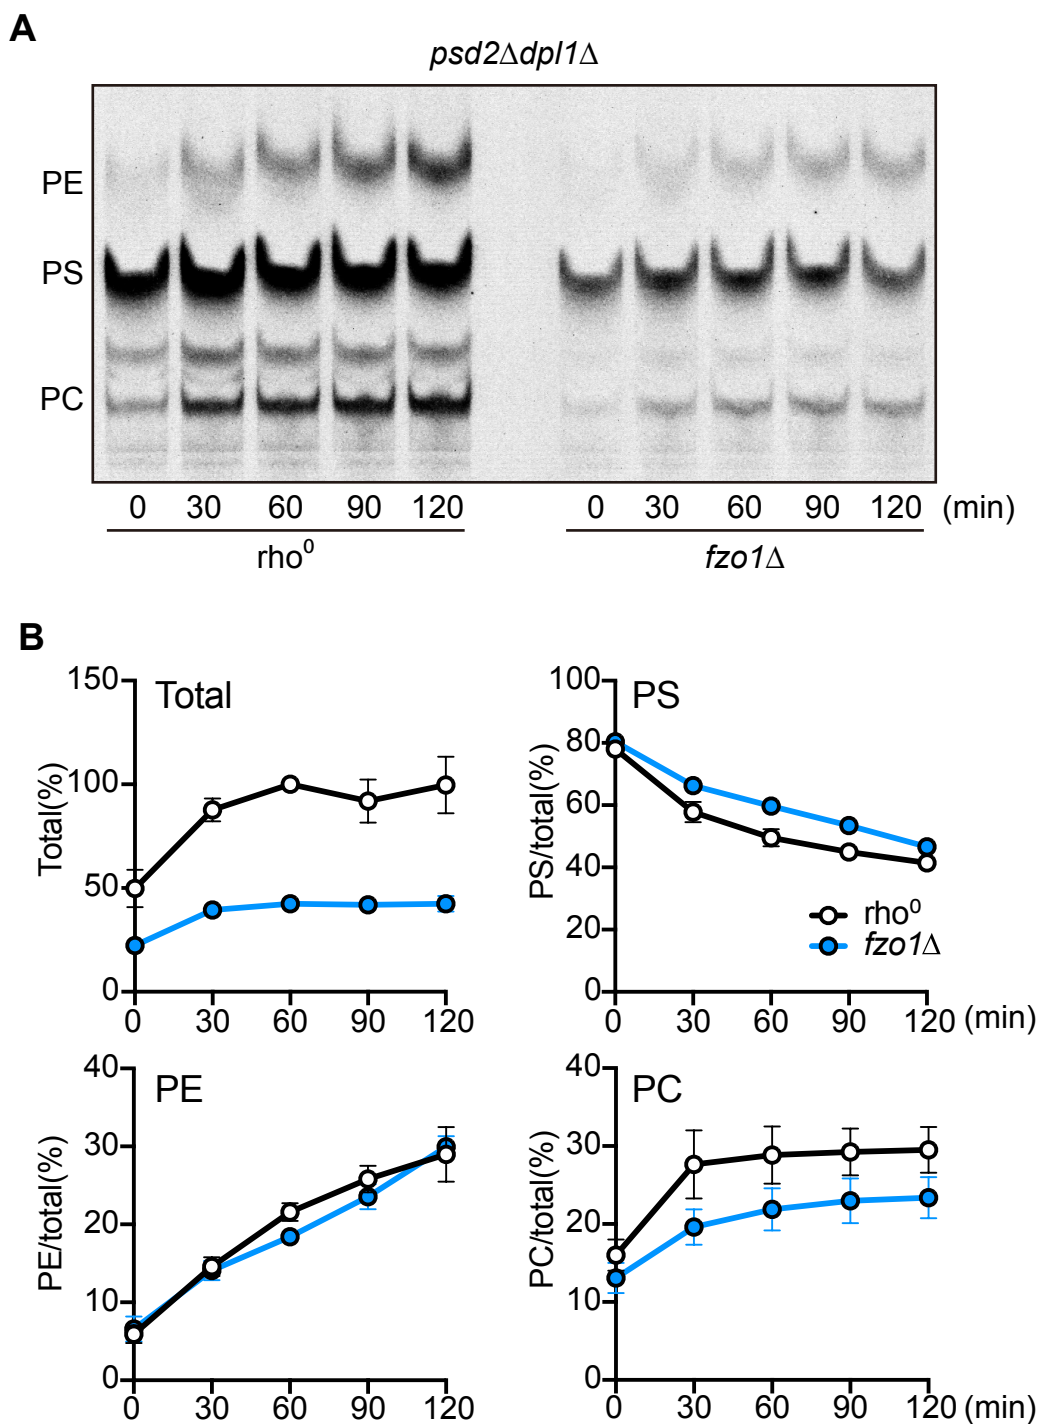 A
psd2Δdpl1Δ
PE
PS
PC
0 30 60 90 120 0 30 60 90 120 (min)
rho⁰ fzo1Δ
B
Total
Total(%)
150
100
50
0
0 30 60 90 120
PS
PS/total(%)
100
80
60
40
20
0
rho⁰
fzo1Δ
0 30 60 90 120 (min)
PE
PE/total(%)
40
30
20
10
0
0 30 60 90 120
PC
PC/total(%)
40
30
20
10
0
0 30 60 90 120 (min)